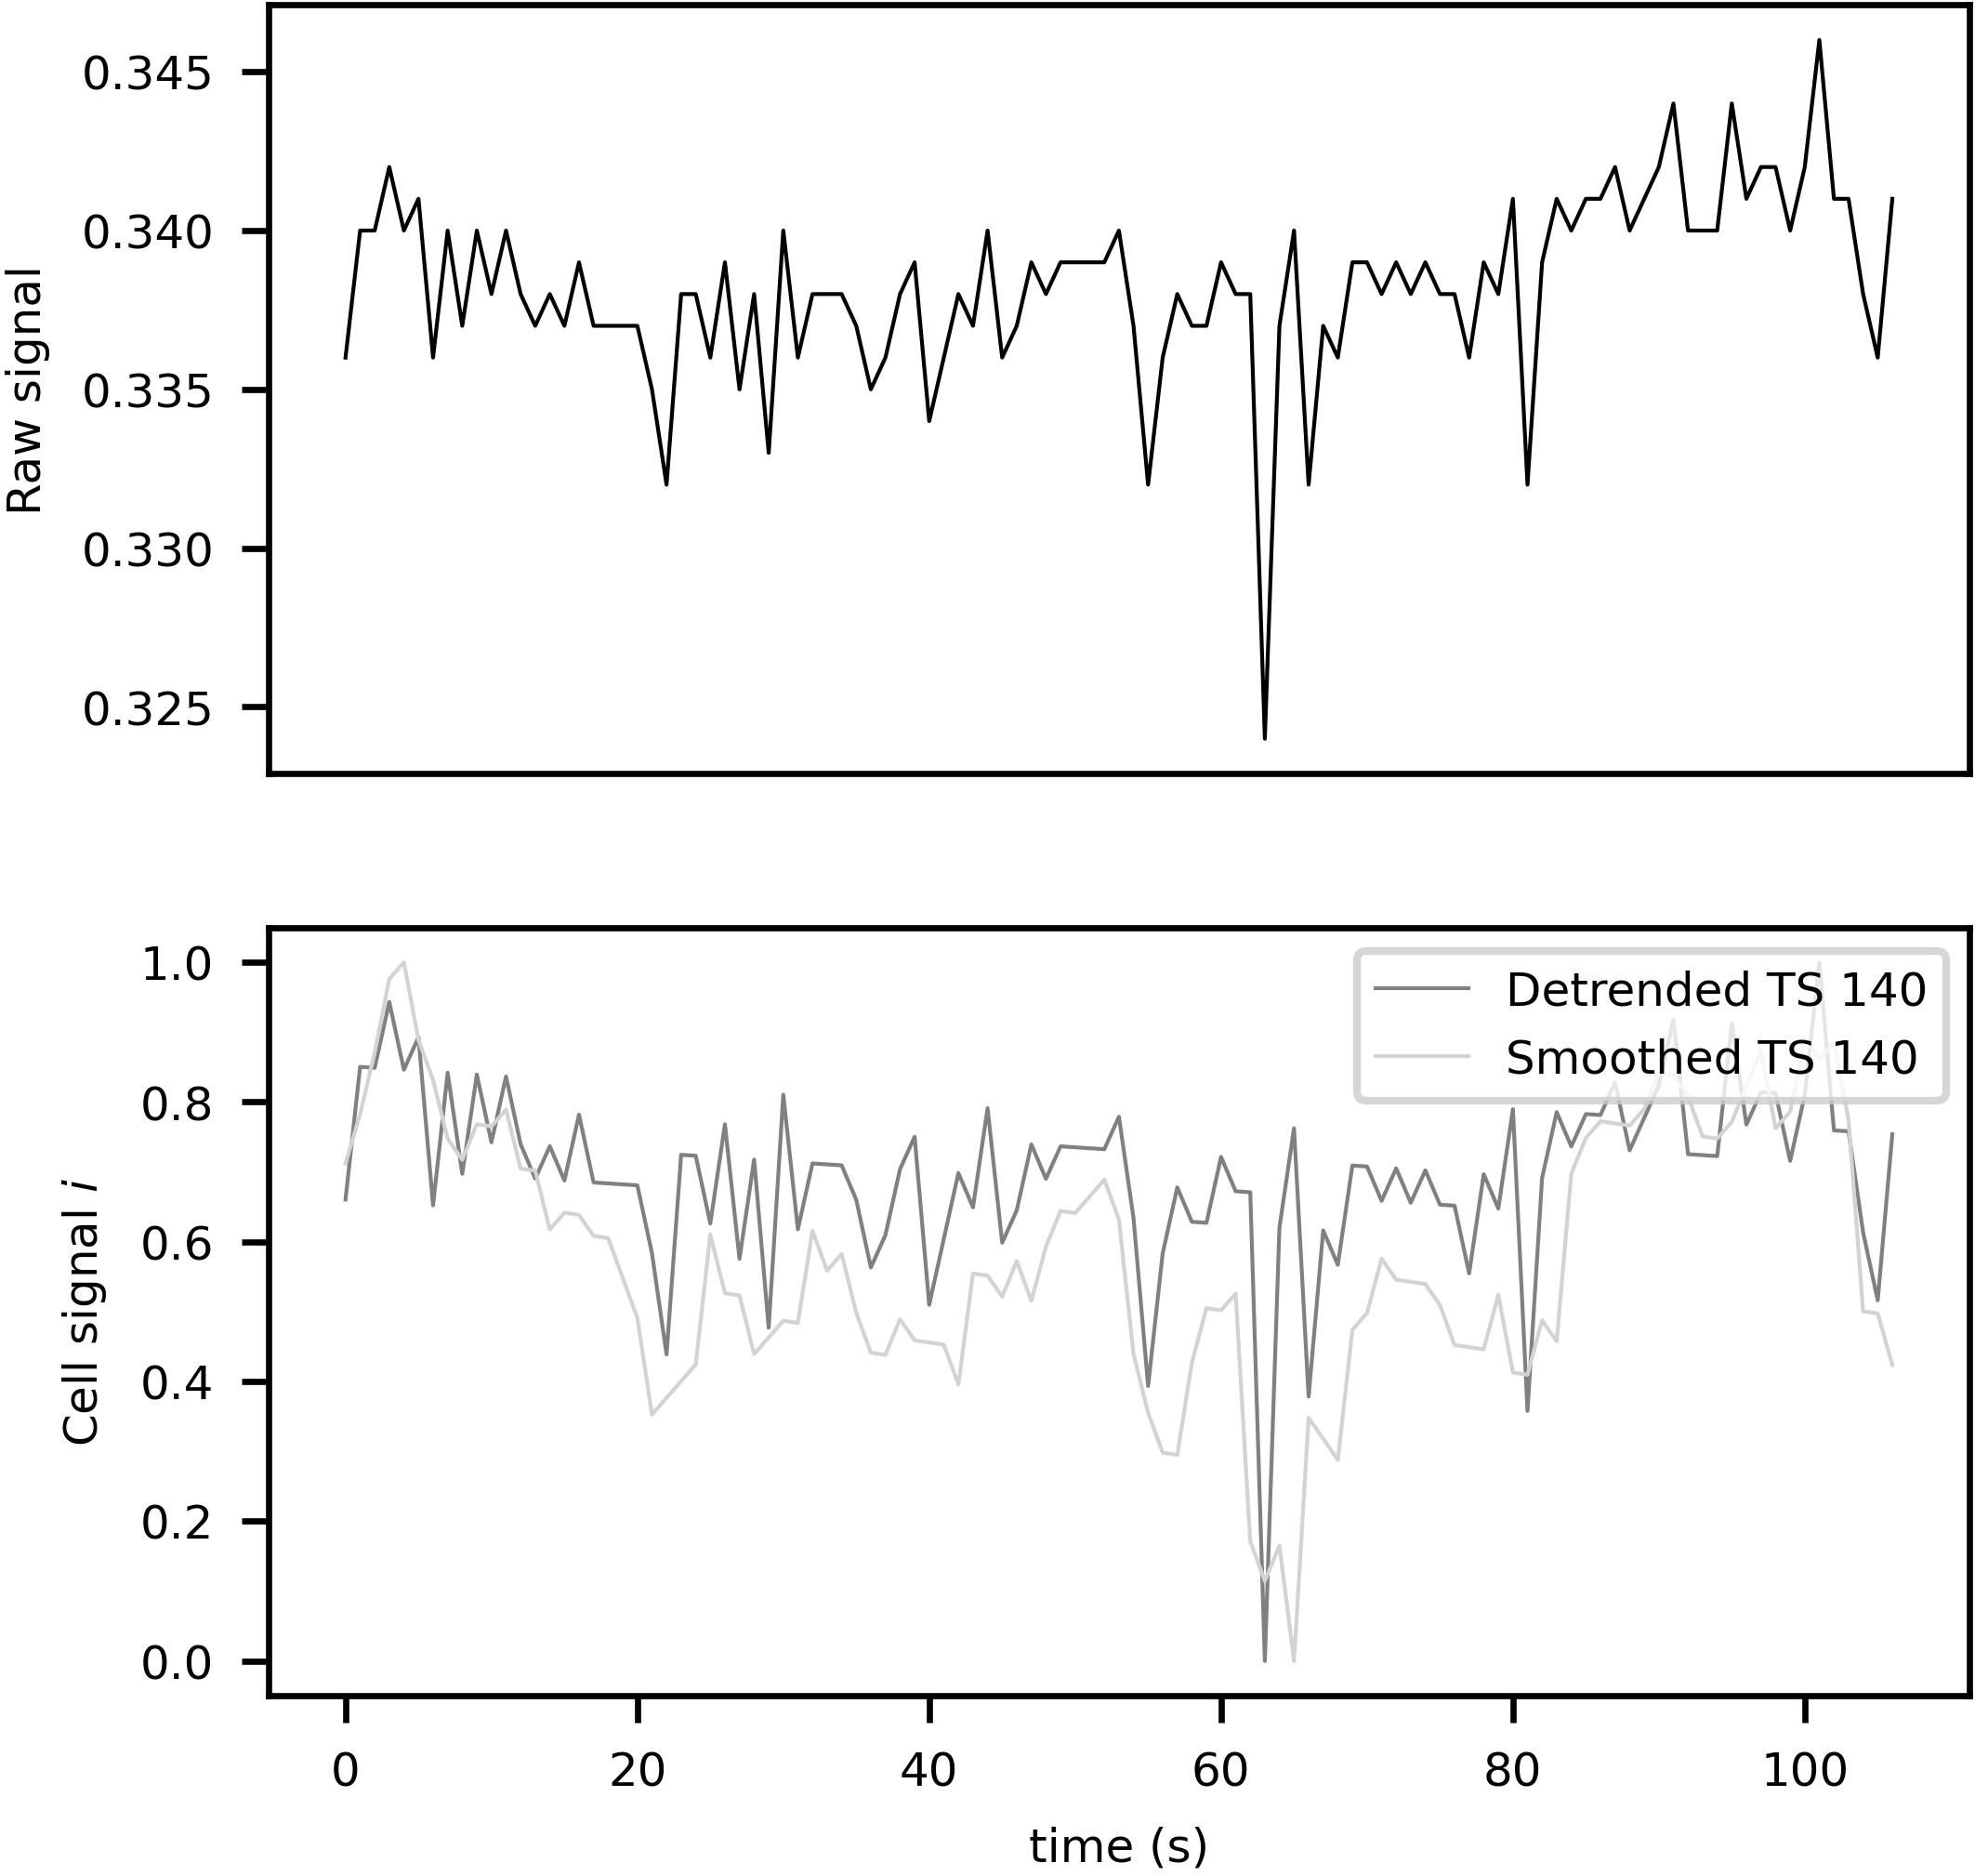 Raw signal
0.345
0.340
0.335
0.330
0.325
Cell signal i
1.0
0.8
0.6
0.4
0.2
0.0
Detrended TS 140
Smoothed TS 140
0 20 40 60 80 100
time (s)